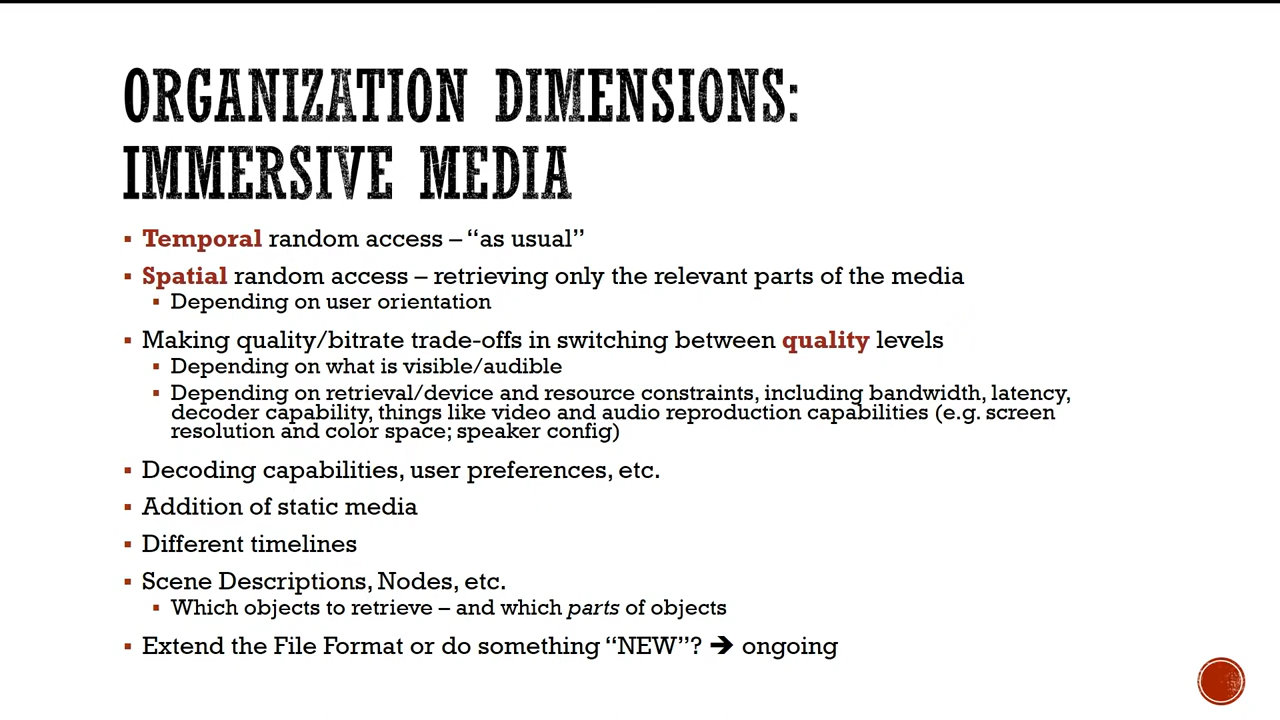 ORGANIZATION DIMENSIONS:
IMMERSIVE MEDIA
▪ Temporal random access – “as usual”
▪ Spatial random access – retrieving only the relevant parts of the media
▪ Depending on user orientation
▪ Making quality/bitrate trade-offs in switching between quality levels
▪ Depending on what is visible/audible
▪ Depending on retrieval/device and resource constraints, including bandwidth, latency,
decoder capability, things like video and audio reproduction capabilities (e.g. screen
resolution and color space; speaker config)
▪ Decoding capabilities, user preferences, etc.
▪ Addition of static media
▪ Different timelines
▪ Scene Descriptions, Nodes, etc.
▪ Which objects to retrieve – and which parts of objects
▪ Extend the File Format or do something “NEW”? ➔ ongoing